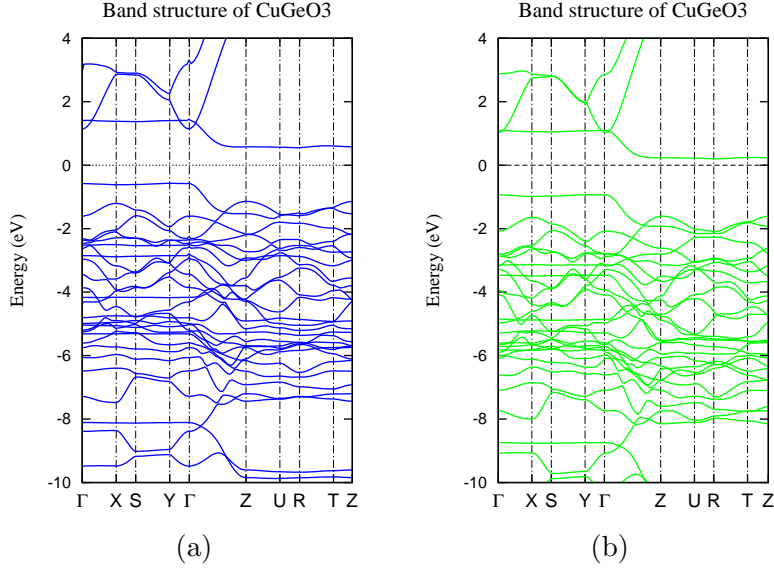 Band structure of CuGeO3
Energy (eV)
4
2
0
-2
-4
-6
-8
-10
Γ X S Y Γ Z U R T Z
(a)
Band structure of CuGeO3
Energy (eV)
4
2
0
-2
-4
-6
-8
-10
Γ X S Y Γ Z U R T Z
(b)